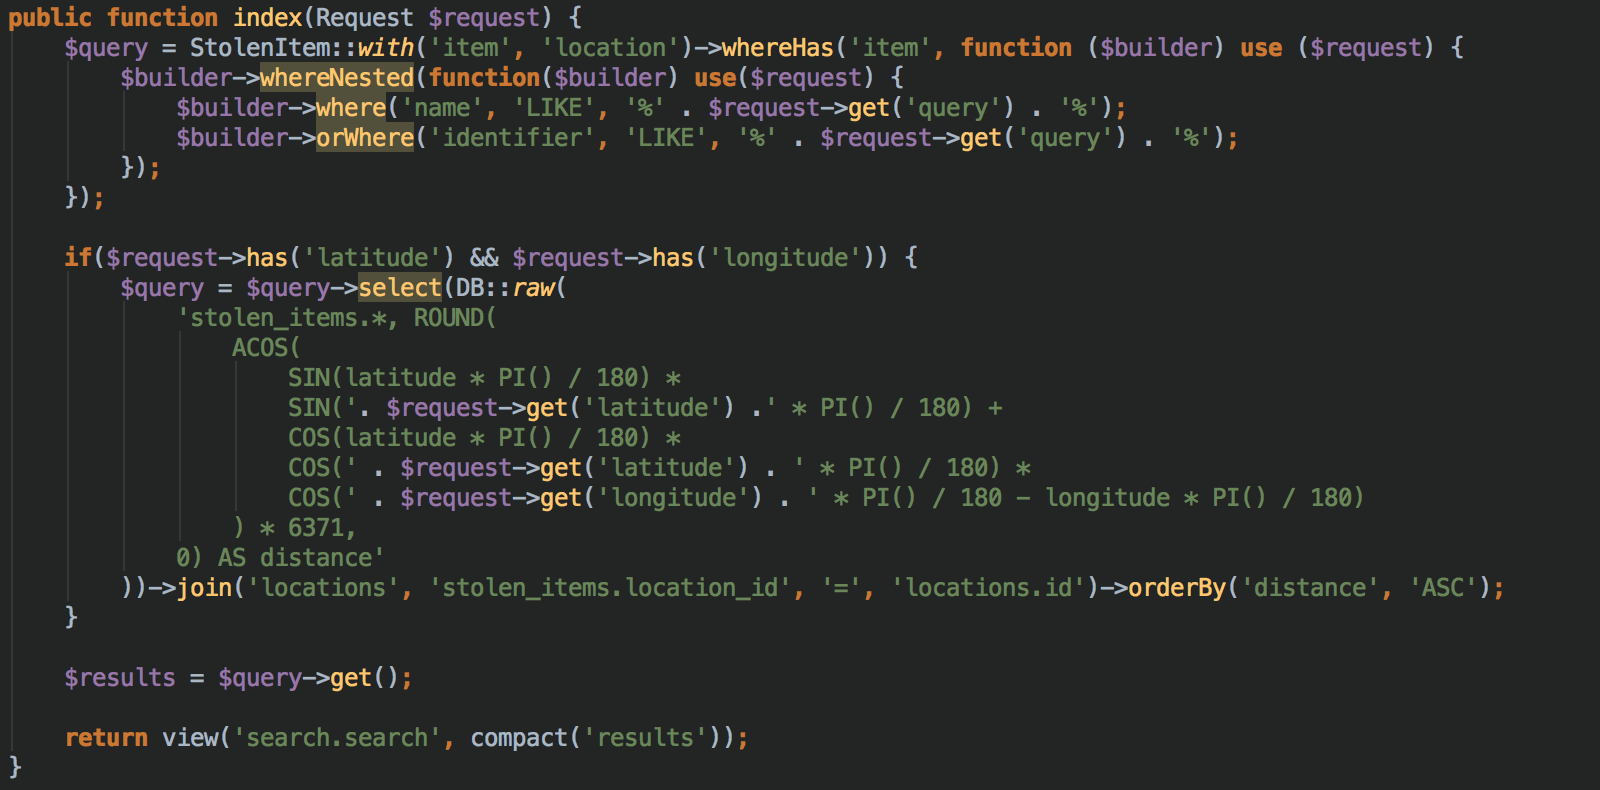 public function index(Request $request) {
    $query = StolenItem::with('item', 'location')->whereHas('item', function ($builder) use ($request) {
        $builder->whereNested(function($builder) use($request) {
            $builder->where('name', 'LIKE', '%' . $request->get('query') . '%');
            $builder->orWhere('identifier', 'LIKE', '%' . $request->get('query') . '%');
        });
    });

    if($request->has('latitude') && $request->has('longitude')) {
        $query = $query->select(DB::raw(
            'stolen_items.*, ROUND(
                ACOS(
                    SIN(latitude * PI() / 180) *
                    SIN('. $request->get('latitude') .' * PI() / 180) +
                    COS(latitude * PI() / 180) *
                    COS(' . $request->get('latitude') . ' * PI() / 180) *
                    COS(' . $request->get('longitude') . ' * PI() / 180 - longitude * PI() / 180)
                ) * 6371,
            0) AS distance'
        ))->join('locations', 'stolen_items.location_id', '=', 'locations.id')->orderBy('distance', 'ASC');
    }

    $results = $query->get();

    return view('search.search', compact('results'));
}